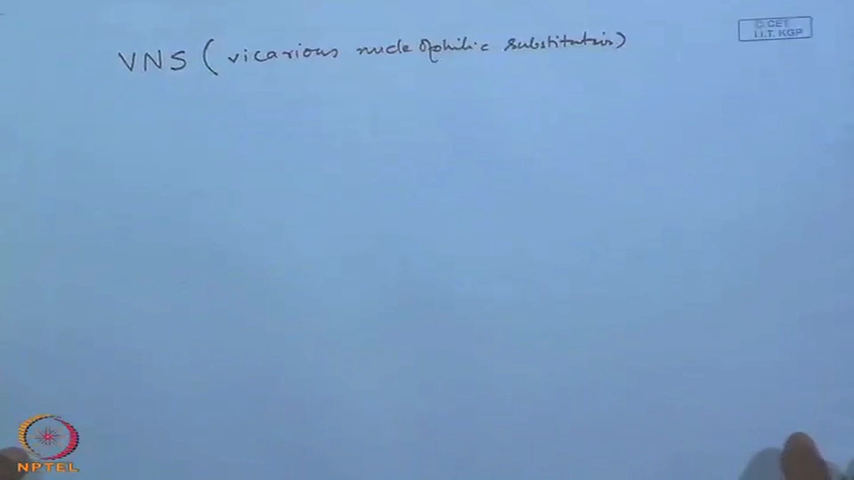 VNS (vicarious nucleophilic substitution)
C CET
I.I.T. KGP
NPTEL